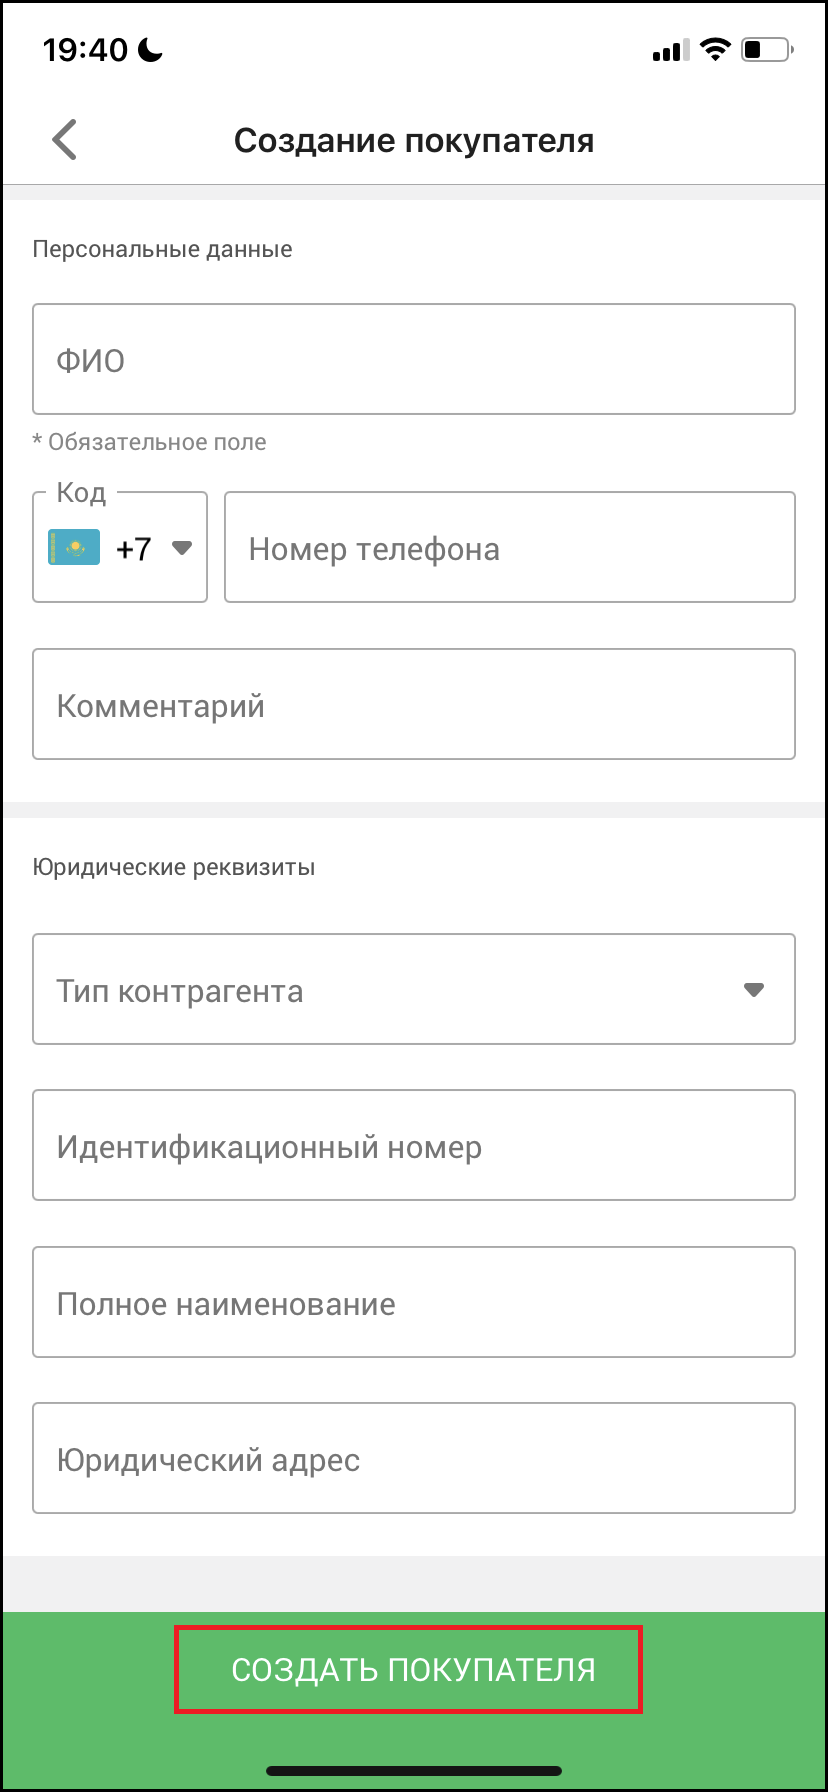 19:40
Создание покупателя
Персональные данные
ФИО
* Обязательное поле
Код
+7
Номер телефона
Комментарий
Юридические реквизиты
Тип контрагента
Идентификационный номер
Полное наименование
Юридический адрес
СОЗДАТЬ ПОКУПАТЕЛЯ